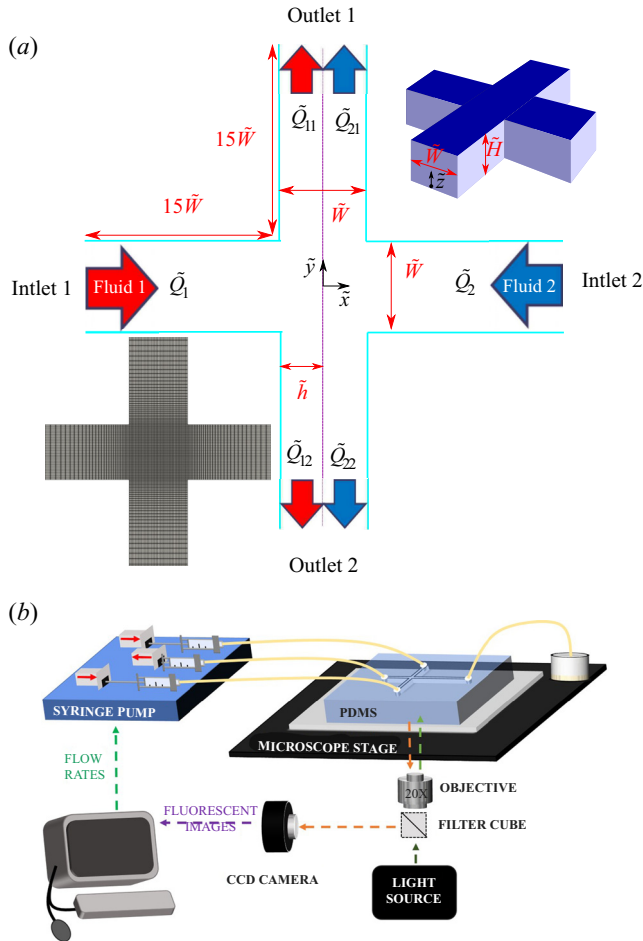 Outlet 1
(a)
Q̃11
Q̃21
15W̃
W̃
H̃
z̃
15W̃
W̃
ỹ
x̃
W̃
Intlet 1
Fluid 1
Q̃1
Q̃2
Fluid 2
Intlet 2
h̃
Q̃12
Q̃22
Outlet 2
(b)
SYRINGE PUMP
PDMS
MICROSCOPE STAGE
FLOW
RATES
20X
OBJECTIVE
FLUORESCENT
IMAGES
FILTER CUBE
CCD CAMERA
LIGHT
SOURCE